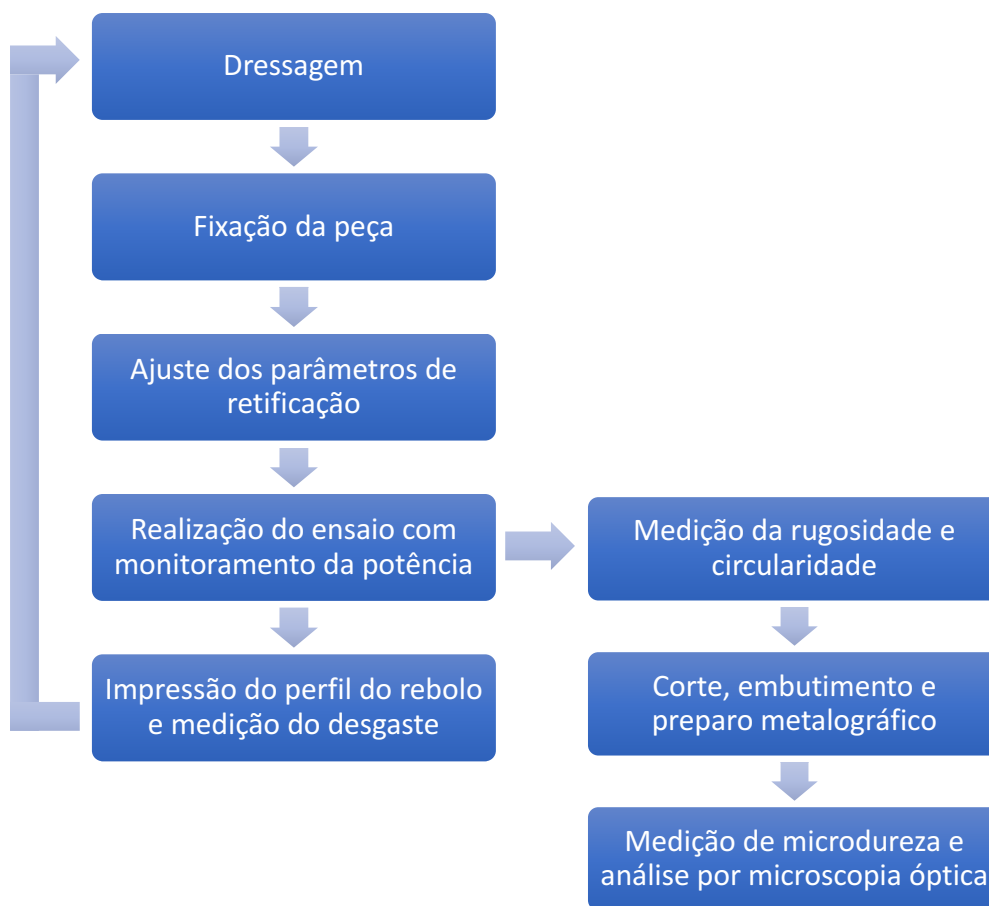 Dressagem
Fixação da peça
Ajuste dos parâmetros de
retificação
Realização do ensaio com
monitoramento da potência
Impressão do perfil do rebolo
e medição do desgaste
Medição da rugosidade e
circularidade
Corte, embutimento e
preparo metalográfico
Medição de microdureza e
análise por microscopia óptica